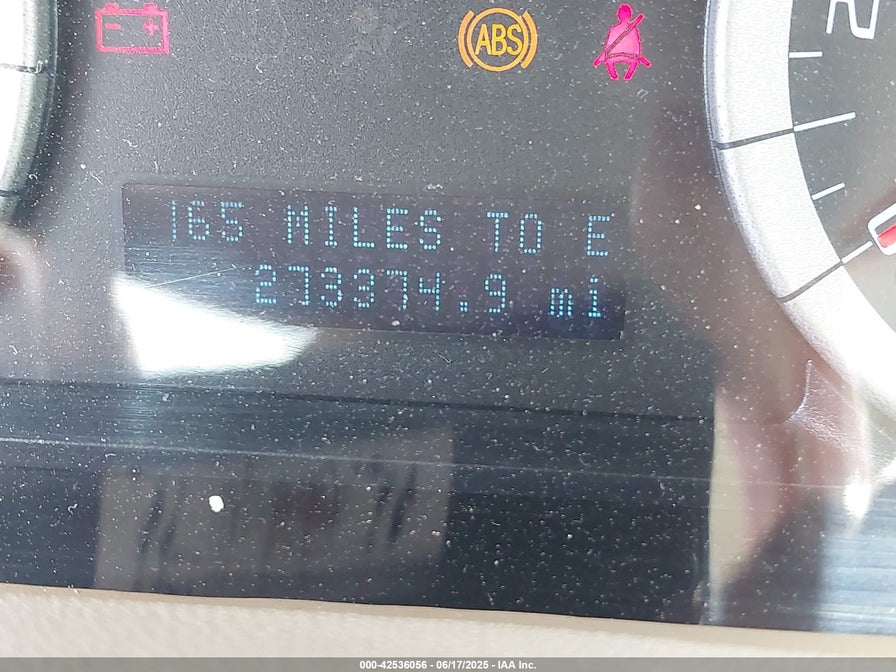 ABS
165 MILES TO E
273374.9 mi
000-42536056 - 06/17/2025 - IAA Inc.